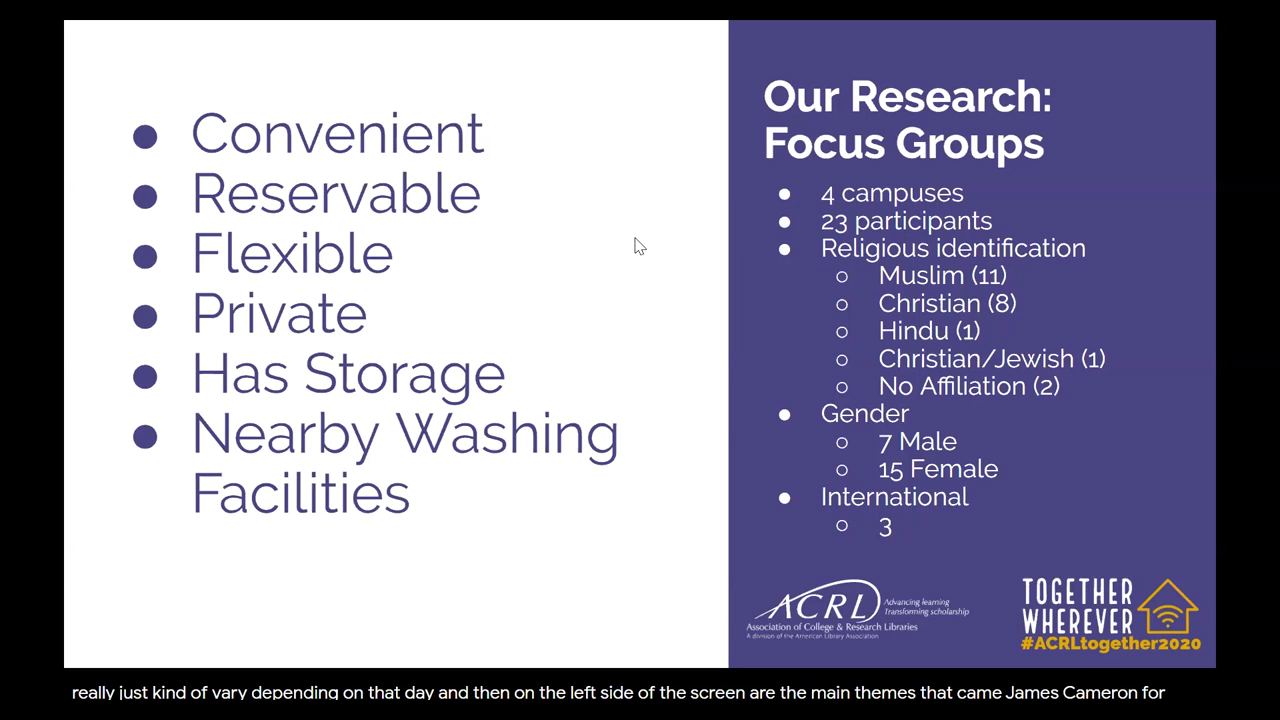 Convenient
Reservable
Flexible
Private
Has Storage
Nearby Washing
Facilities
Our Research:
Focus Groups
4 campuses
23 participants
Religious identification
Muslim (11)
Christian (8)
Hindu (1)
Christian/Jewish (1)
No Affiliation (2)
Gender
7 Male
15 Female
International
3
ACRL
Advancing learning
Transforming scholarship
Association of College & Research Libraries
A division of the American Library Association
TOGETHER
WHEREVER
#ACRLtogether2020
really just kind of vary depending on that day and then on the left side of the screen are the main themes that came James Cameron for